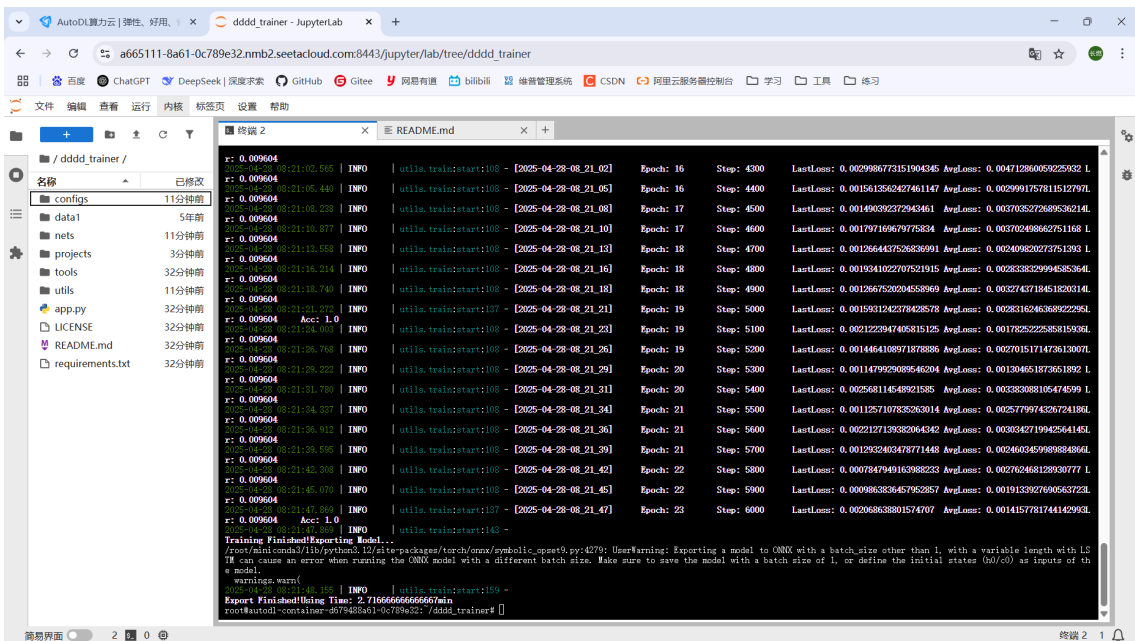 AutoDL算力云 | 弹性、好用、
dddd_trainer - JupyterLab
a665111-8a61-0c789e32.nmb2.seetacloud.com:8443/jupyter/lab/tree/dddd_trainer
百度 ChatGPT DeepSeek | 深度求索 GitHub Gitee 网易有道 bilibili 维普管理系统 CSDN 阿里云服务器控制台 学习 工具 练习
文件 编辑 查看 运行 内核 标签页 设置 帮助
/ dddd_trainer /
名称 已修改
configs 11分钟前
data1 5年前
nets 11分钟前
projects 3分钟前
tools 32分钟前
utils 11分钟前
app.py 32分钟前
LICENSE 32分钟前
README.md 32分钟前
requirements.txt 32分钟前
终端 2 README.md
r: 0.009604
2025-04-28 08:21:02.565 | INFO | utils.train:start:108 - [2025-04-28-08_21_02] Epoch: 16 Step: 4300 LastLoss: 0.0029986773151904345 AvgLoss: 0.004712860059225932 L
r: 0.009604
2025-04-28 08:21:05.440 | INFO | utils.train:start:108 - [2025-04-28-08_21_05] Epoch: 16 Step: 4400 LastLoss: 0.001561356242746114 AvgLoss: 0.002999175781151279 7L
r: 0.009604
2025-04-28 08:21:08.238 | INFO | utils.train:start:108 - [2025-04-28-08_21_08] Epoch: 17 Step: 4500 LastLoss: 0.001490392372943461 AvgLoss: 0.0037035272689536214L
r: 0.009604
2025-04-28 08:21:10.877 | INFO | utils.train:start:108 - [2025-04-28-08_21_10] Epoch: 17 Step: 4600 LastLoss: 0.001797169679775834 AvgLoss: 0.003702498662751168 L
r: 0.009604
2025-04-28 08:21:13.558 | INFO | utils.train:start:108 - [2025-04-28-08_21_13] Epoch: 18 Step: 4700 LastLoss: 0.0012664437526836991 AvgLoss: 0.002409820273751393 L
r: 0.009604
2025-04-28 08:21:16.214 | INFO | utils.train:start:108 - [2025-04-28-08_21_16] Epoch: 18 Step: 4800 LastLoss: 0.0019341022707521915 AvgLoss: 0.0028338329994585364L
r: 0.009604
2025-04-28 08:21:18.740 | INFO | utils.train:start:108 - [2025-04-28-08_21_18] Epoch: 18 Step: 4900 LastLoss: 0.0012667520204558969 AvgLoss: 0.0032743718451820314L
r: 0.009604
2025-04-28 08:21:21.272 | INFO | utils.train:start:137 - [2025-04-28-08_21_21] Epoch: 19 Step: 5000 LastLoss: 0.0015931242378428578 AvgLoss: 0.0028316246368922295L
r: 0.009604 Acc: 1.0
2025-04-28 08:21:24.003 | INFO | utils.train:start:108 - [2025-04-28-08_21_23] Epoch: 19 Step: 5100 LastLoss: 0.0021223947405815125 AvgLoss: 0.0017825222585815936L
r: 0.009604
2025-04-28 08:21:26.768 | INFO | utils.train:start:108 - [2025-04-28-08_21_26] Epoch: 19 Step: 5200 LastLoss: 0.0014464108971878886 AvgLoss: 0.0027015171473613007L
r: 0.009604
2025-04-28 08:21:29.222 | INFO | utils.train:start:108 - [2025-04-28-08_21_29] Epoch: 20 Step: 5300 LastLoss: 0.0011479929089546204 AvgLoss: 0.001304651873651892 L
r: 0.009604
2025-04-28 08:21:31.780 | INFO | utils.train:start:108 - [2025-04-28-08_21_31] Epoch: 20 Step: 5400 LastLoss: 0.002568114548921585 AvgLoss: 0.003383088105474599 L
r: 0.009604
2025-04-28 08:21:34.337 | INFO | utils.train:start:108 - [2025-04-28-08_21_34] Epoch: 21 Step: 5500 LastLoss: 0.0011257107835263014 AvgLoss: 0.0025779974326724186L
r: 0.009604
2025-04-28 08:21:36.912 | INFO | utils.train:start:108 - [2025-04-28-08_21_36] Epoch: 21 Step: 5600 LastLoss: 0.0022127139382064342 AvgLoss: 0.0030342719942564145L
r: 0.009604
2025-04-28 08:21:39.595 | INFO | utils.train:start:108 - [2025-04-28-08_21_39] Epoch: 21 Step: 5700 LastLoss: 0.0012932403478771448 AvgLoss: 0.0024603459989884866L
r: 0.009604
2025-04-28 08:21:42.308 | INFO | utils.train:start:108 - [2025-04-28-08_21_42] Epoch: 22 Step: 5800 LastLoss: 0.0007847949163988233 AvgLoss: 0.002762468128930777 L
r: 0.009604
2025-04-28 08:21:45.070 | INFO | utils.train:start:108 - [2025-04-28-08_21_45] Epoch: 22 Step: 5900 LastLoss: 0.0009863836457952857 AvgLoss: 0.0019133927690563723L
r: 0.009604
2025-04-28 08:21:47.869 | INFO | utils.train:start:137 - [2025-04-28-08_21_47] Epoch: 23 Step: 6000 LastLoss: 0.002068638801574707 AvgLoss: 0.0014157781744142993L
r: 0.009604 Acc: 1.0
2025-04-28 08:21:47.869 | INFO | utils.train:start:143 -
Training Finished!Exporting Model...
/root/miniconda3/lib/python3.12/site-packages/torch/onnx/symbolic_opset9.py:4279: UserWarning: Exporting a model to ONNX with a batch_size other than 1, with a variable length with LS
TM can cause an error when running the ONNX model with a different batch size. Make sure to save the model with a batch size of 1, or define the initial states (h0/c0) as inputs of th
e model.
warnings.warn(
2025-04-28 08:21:48.155 | INFO | utils.train:start:159 -
Export Finished!Using Time: 2.716666666666667min
root@autodl-container-d679488a61-0c789e32:~/dddd_trainer#
简易界面 2 0 终端 2 1